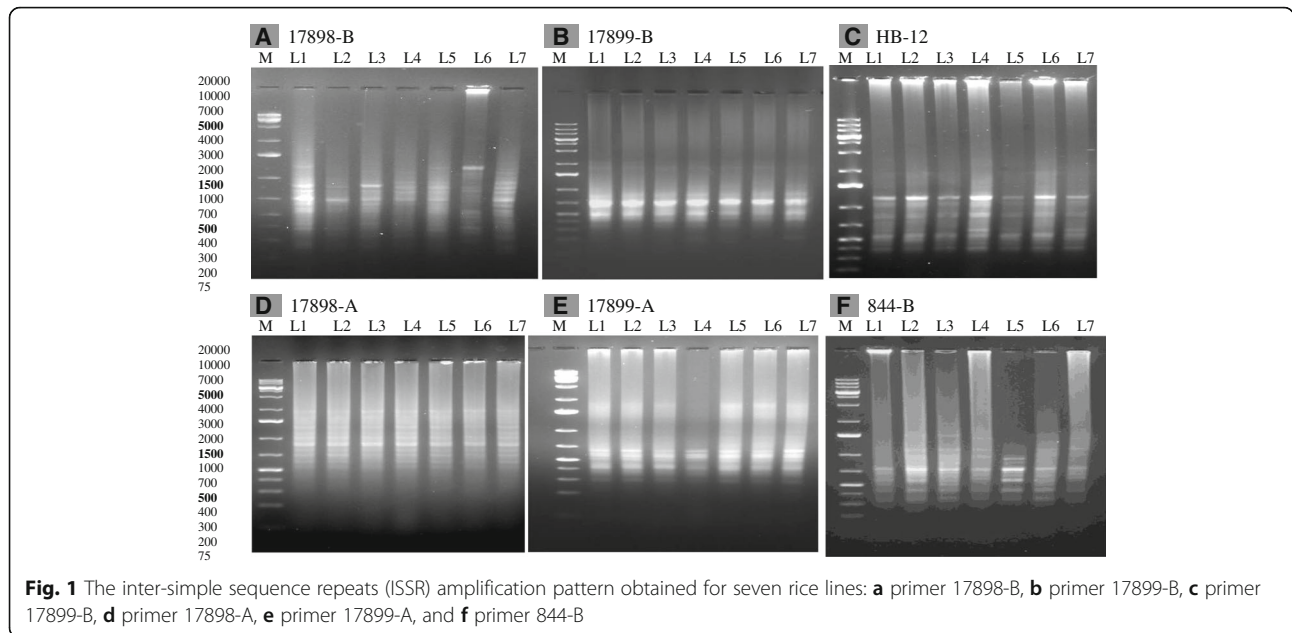 A 17898-B
B 17899-B
C HB-12
M L1 L2 L3 L4 L5 L6 L7
M L1 L2 L3 L4 L5 L6 L7
M L1 L2 L3 L4 L5 L6 L7
20000
10000
7000
5000
4000
3000
2000
1500
1000
700
500
400
300
200
75
D 17898-A
E 17899-A
F 844-B
M L1 L2 L3 L4 L5 L6 L7
M L1 L2 L3 L4 L5 L6 L7
M L1 L2 L3 L4 L5 L6 L7
20000
10000
7000
5000
4000
3000
2000
1500
1000
700
500
400
300
200
75
Fig. 1 The inter-simple sequence repeats (ISSR) amplification pattern obtained for seven rice lines: a primer 17898-B, b primer 17899-B, c primer
17899-B, d primer 17898-A, e primer 17899-A, and f primer 844-B